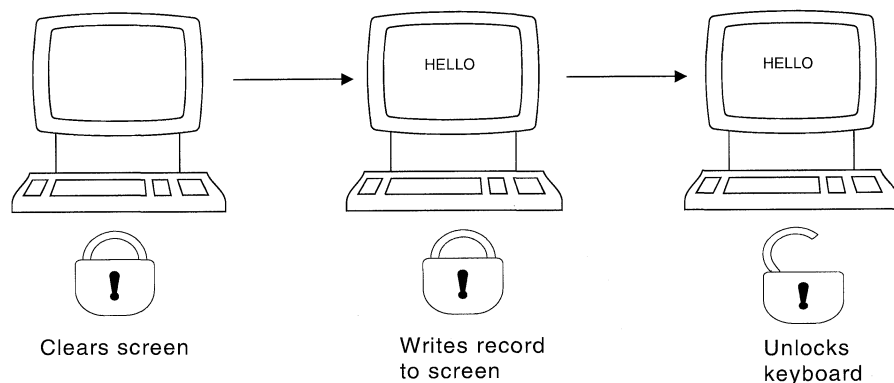 HELLO
HELLO
Clears screen
Writes record
to screen
Unlocks
keyboard